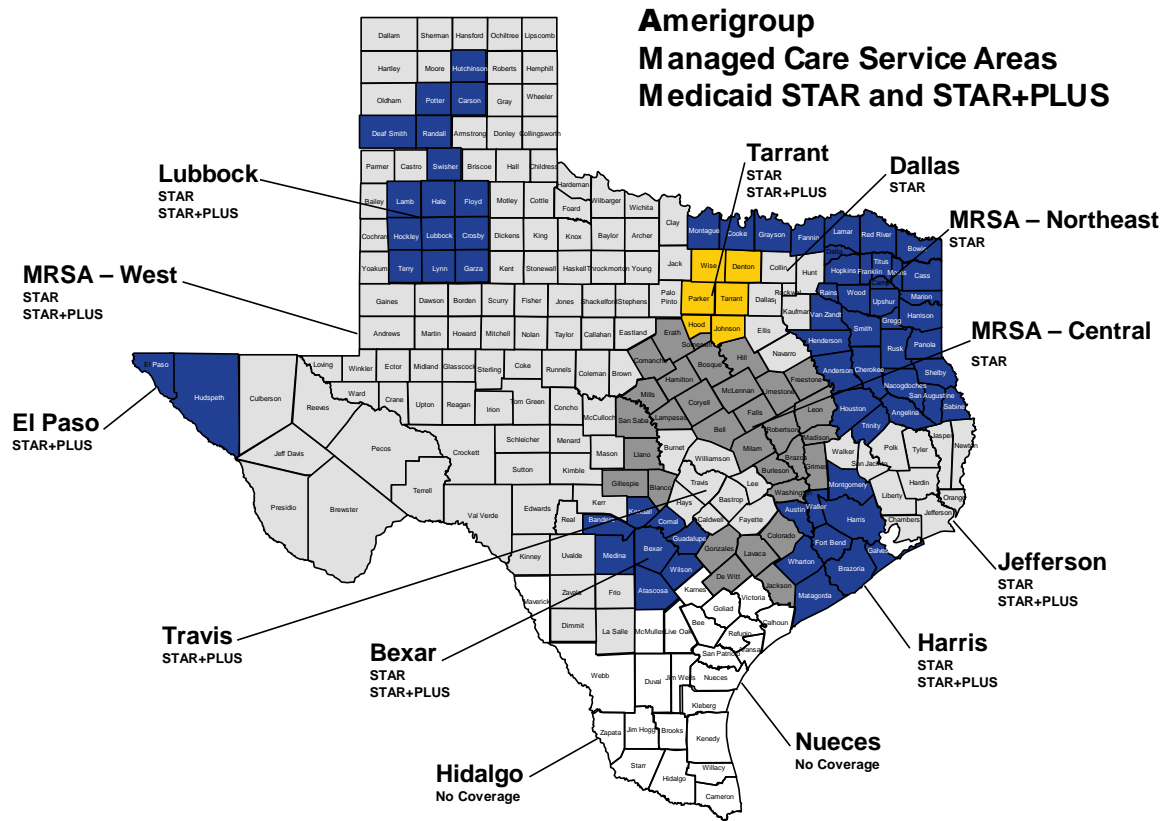 Amerigroup
Managed Care Service Areas
Medicaid STAR and STAR+PLUS
Dallam Sherman Hansford Ochiltree Lipscomb
Hartley Moore Hutchinson Roberts Hemphill
Oldham Potter Carson Gray Wheeler
Deaf Smith Randall Armstrong Donley Collingsworth
Parmer Castro Swisher Briscoe Hall Childress
Hardeman
Bailey Lamb Hale Floyd Motley Cottle Foard Wilbarger Wichita Clay
Cochran Hockley Lubbock Crosby Dickens King Knox Baylor Archer
Montague Cooke Grayson Fannin Lamar Red River Bowie
Delta
Yoakum Terry Lynn Garza Kent Stonewall Haskell Throckmorton Young Jack Wise Denton Collin Hunt Hopkins Franklin Titus Morris Cass
Camp
Rockwall Rains Wood Upshur Marion
Gaines Dawson Borden Scurry Fisher Jones Shackelford Stephens Palo Pinto Parker Tarrant Dallas Kaufman Van Zandt Gregg Harrison
Andrews Martin Howard Mitchell Nolan Taylor Callahan Eastland Erath Hood Johnson Ellis Henderson Smith Rusk Panola
Somervell
El Paso Hudspeth Culberson Reeves Loving Winkler Ector Midland Glasscock Sterling Coke Runnels Coleman Brown Comanche Bosque Hill Navarro Anderson Cherokee Shelby
Ward Crane Upton Reagan Irion Tom Green Concho McCulloch Mills Hamilton McLennan Limestone Freestone Nacogdoches San Augustine
Jeff Davis Pecos Crockett Schleicher Menard San Saba Lampasas Coryell Falls Leon Houston Angelina Sabine
Bell Robertson Madison Trinity
Mason Burnet Milam Brazos Walker Polk Tyler Jasper Newton
Sutton Kimble Llano Williamson Burleson Grimes San Jacinto
Presidio Brewster Terrell Val Verde Edwards Kerr Gillespie Blanco Travis Lee Washington Montgomery Liberty Hardin Orange
Real Bandera Kendall Hays Bastrop Austin Waller Harris Chambers Jefferson
Comal Caldwell Fayette
Kinney Uvalde Medina Bexar Guadalupe Gonzales Lavaca Colorado Fort Bend Galveston
Wilson Wharton Brazoria
Maverick Zavala Frio Atascosa Karnes De Witt Jackson Matagorda
Victoria
Dimmit La Salle McMullen Live Oak Bee Goliad Calhoun
Refugio
Aransas
San Patricio
Webb Duval Jim Wells Nueces
Kleberg
Zapata Jim Hogg Brooks Kenedy
Starr Hidalgo Willacy
Cameron
Lubbock
STAR
STAR+PLUS
MRSA – West
STAR
STAR+PLUS
El Paso
STAR+PLUS
Travis
STAR+PLUS
Bexar
STAR
STAR+PLUS
Hidalgo
No Coverage
Nueces
No Coverage
Harris
STAR
STAR+PLUS
Jefferson
STAR
STAR+PLUS
MRSA – Central
STAR
MRSA – Northeast
STAR
Dallas
STAR
Tarrant
STAR
STAR+PLUS